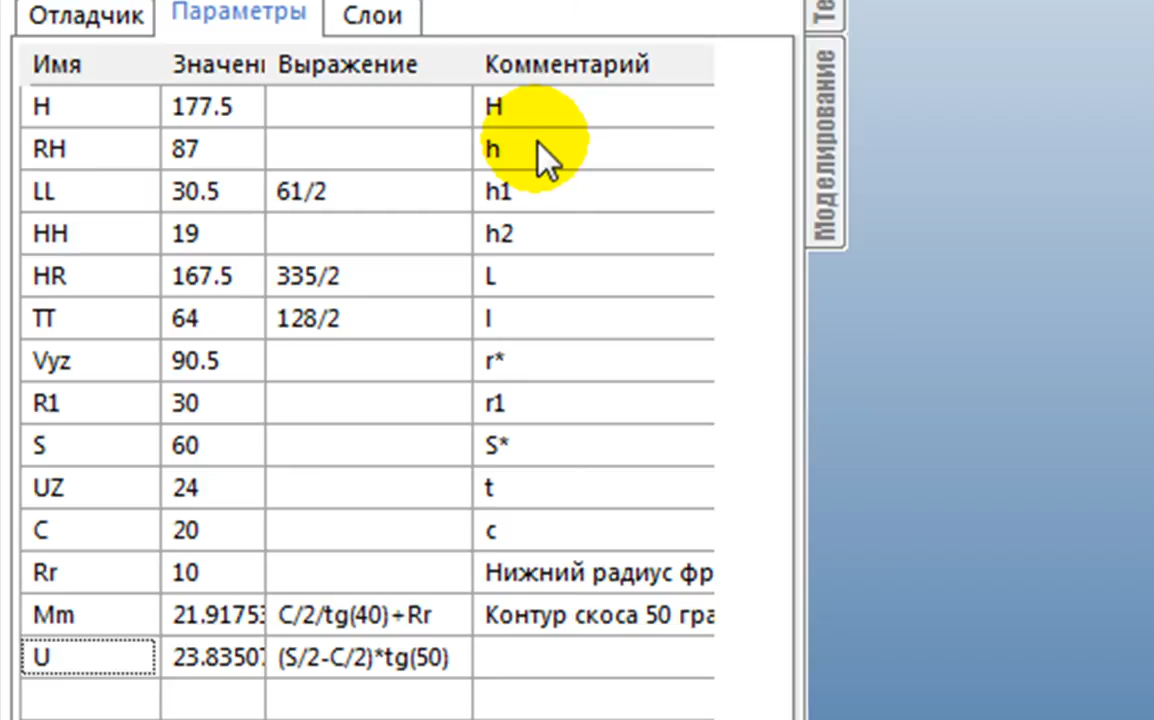 Отладчик Параметры Слои
Имя Значени Выражение Комментарий
H 177.5 H
RH 87 h
LL 30.5 61/2 h1
HH 19 h2
HR 167.5 335/2 L
TT 64 128/2 l
Vyz 90.5 r*
R1 30 r1
S 60 S*
UZ 24 t
C 20 c
Rr 10 Нижний радиус фр
Mm 21.91753 C/2/tg(40)+Rr Контур скоса 50 гра
U 23.83507 (S/2-C/2)*tg(50)
Те
Моделирование